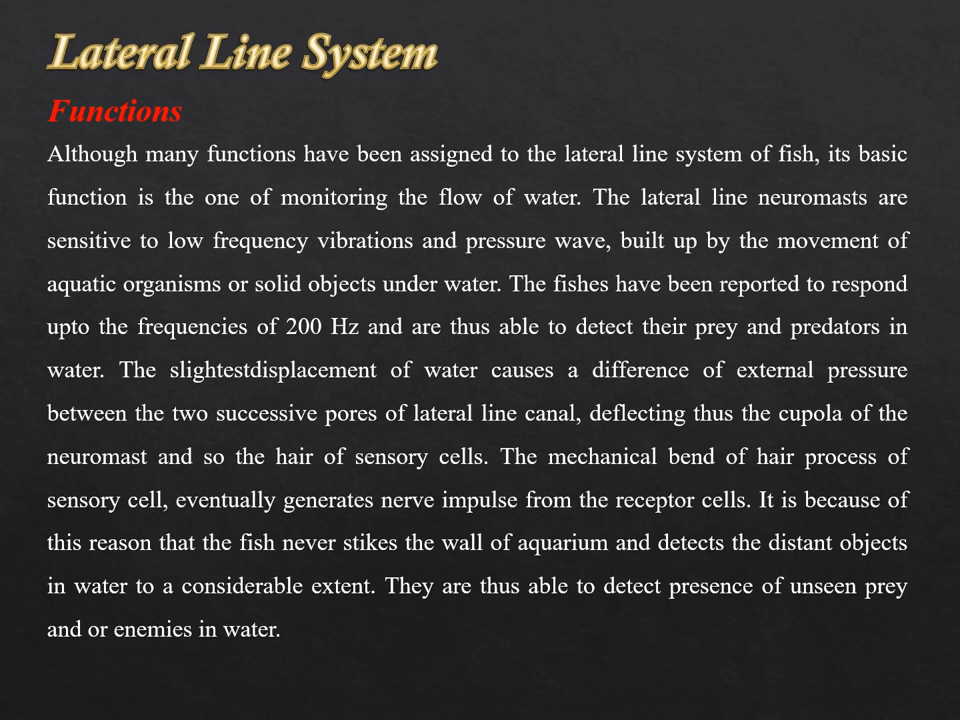 Lateral Line System
Functions
Although many functions have been assigned to the lateral line system of fish, its basic
function is the one of monitoring the flow of water. The lateral line neuromasts are
sensitive to low frequency vibrations and pressure wave, built up by the movement of
aquatic organisms or solid objects under water. The fishes have been reported to respond
upto the frequencies of 200 Hz and are thus able to detect their prey and predators in
water. The slightestdisplacement of water causes a difference of external pressure
between the two successive pores of lateral line canal, deflecting thus the cupola of the
neuromast and so the hair of sensory cells. The mechanical bend of hair process of
sensory cell, eventually generates nerve impulse from the receptor cells. It is because of
this reason that the fish never stikes the wall of aquarium and detects the distant objects
in water to a considerable extent. They are thus able to detect presence of unseen prey
and or enemies in water.